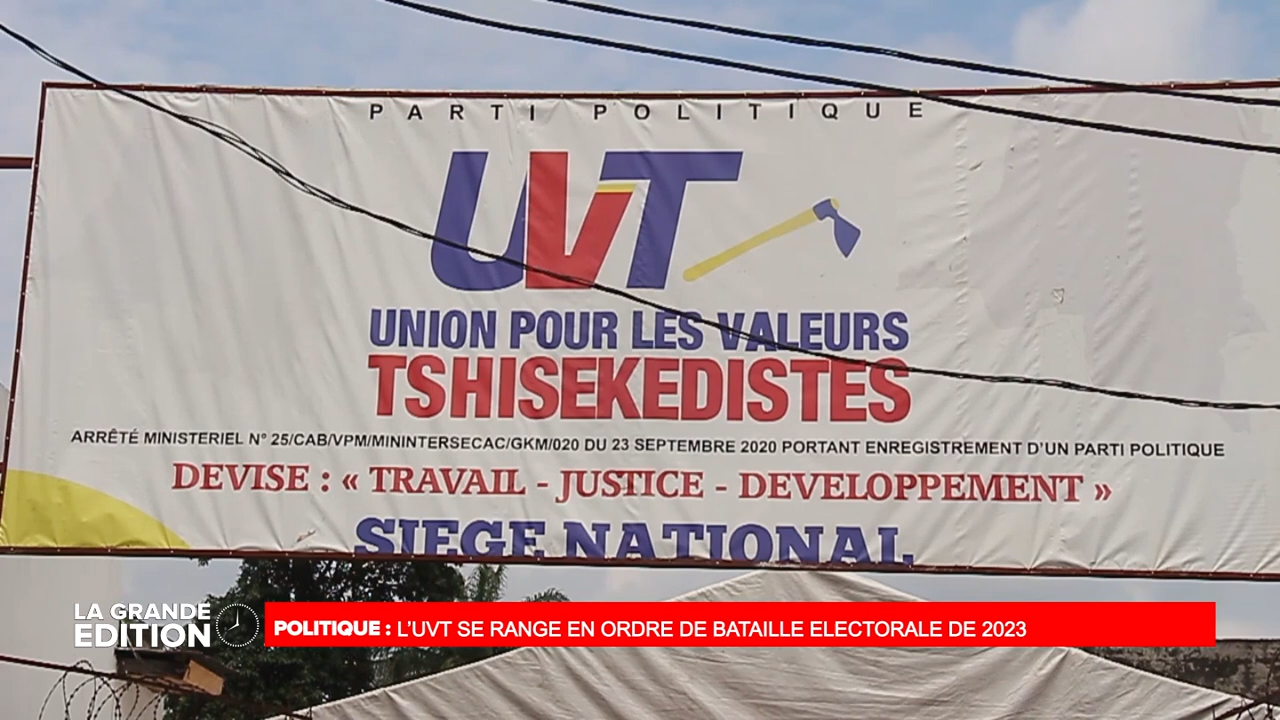 PARTI POLITIQUE
UVT
UNION POUR LES VALEURS
TSHISEKEDISTES
ARRÊTÉ MINISTERIEL N° 25/CAB/VPM/MININTERSECAC/GKM/020 DU 23 SEPTEMBRE 2020 PORTANT ENREGISTREMENT D'UN PARTI POLITIQUE
DEVISE : « TRAVAIL - JUSTICE - DEVELOPPEMENT »
SIEGE NATIONAL
LA GRANDE
EDITION
POLITIQUE : L'UVT SE RANGE EN ORDRE DE BATAILLE ELECTORALE DE 2023